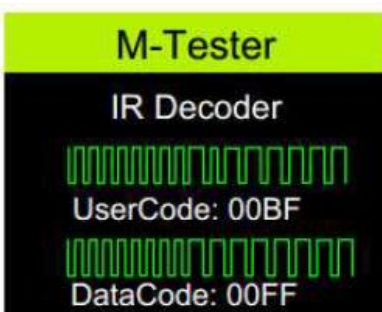 M-Tester
IR Decoder
UserCode: 00BF
DataCode: 00FF